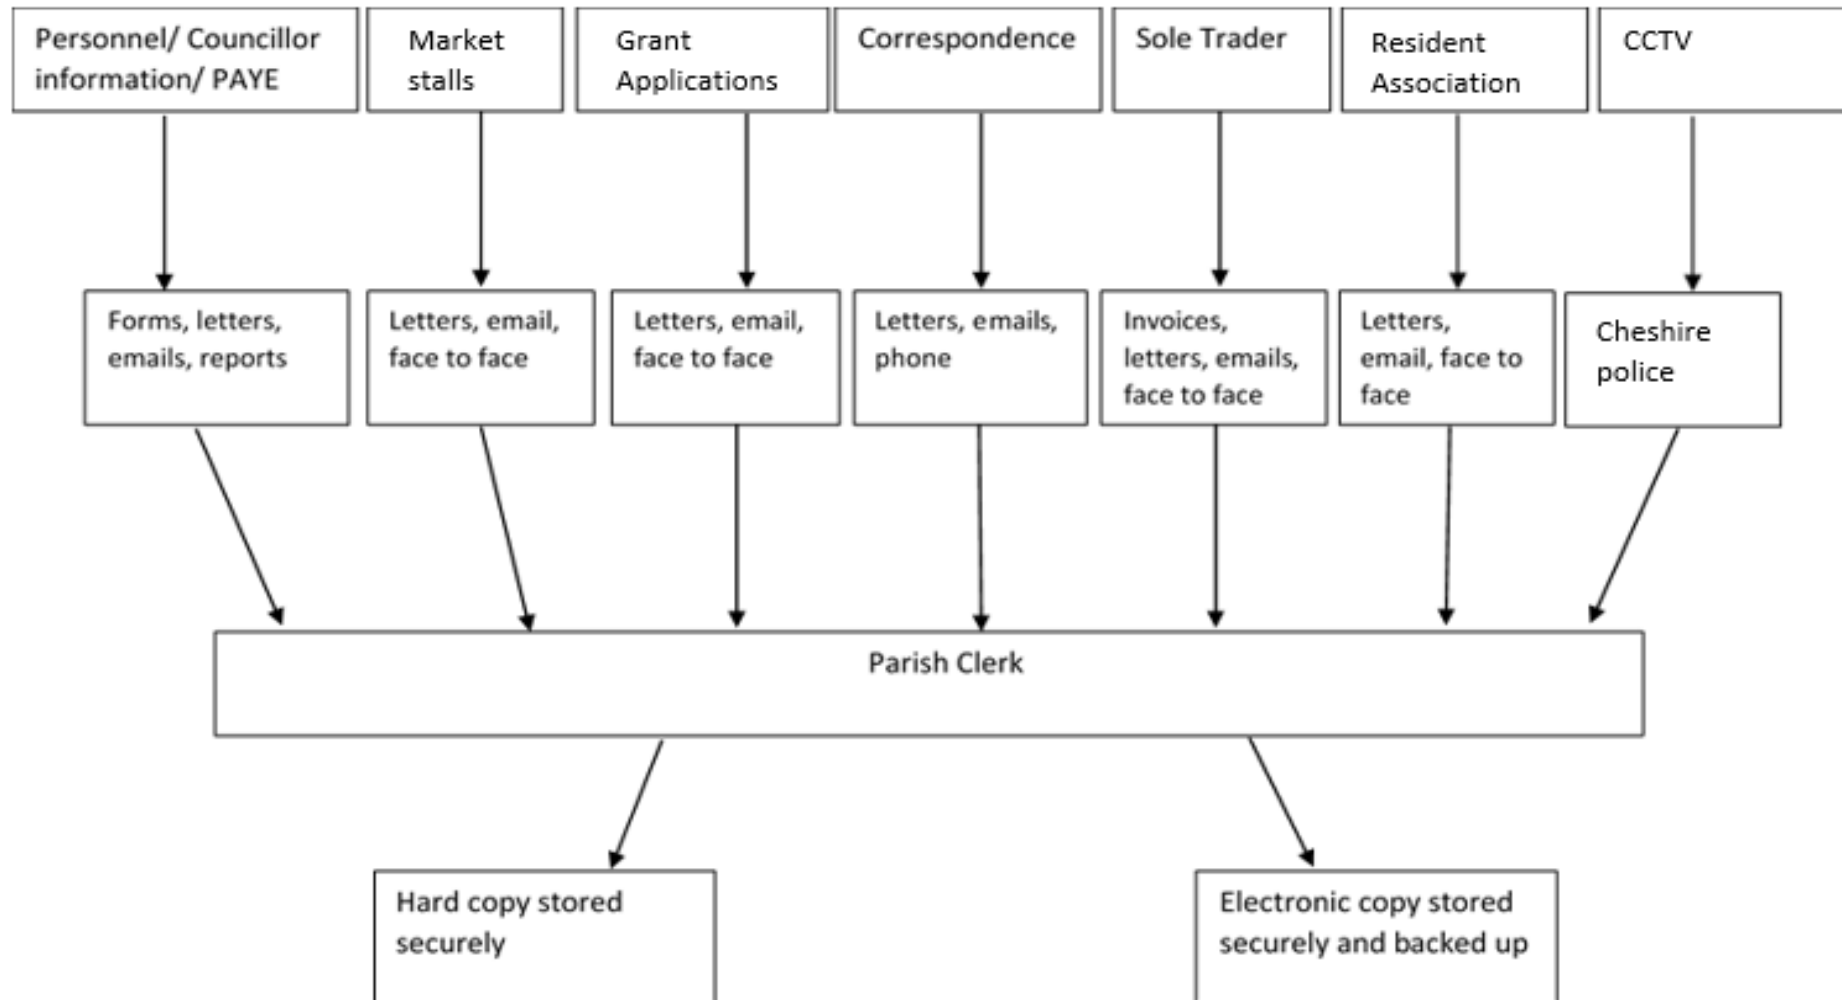 Personnel/ Councillor
information/ PAYE
Market
stalls
Grant
Applications
Correspondence
Sole Trader
Resident
Association
CCTV
Forms, letters,
emails, reports
Letters, email,
face to face
Letters, email,
face to face
Letters, emails,
phone
Invoices,
letters, emails,
face to face
Letters,
email, face to
face
Cheshire
police
Parish Clerk
Hard copy stored
securely
Electronic copy stored
securely and backed up